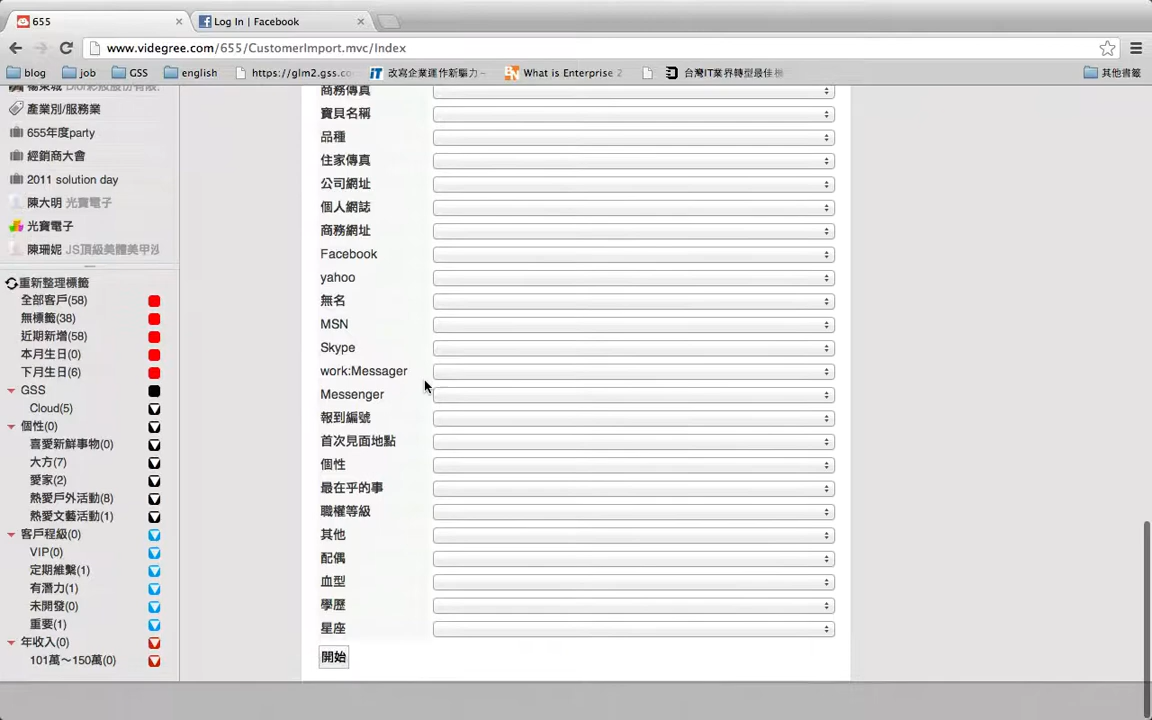 655
Log In | Facebook
www.videgree.com/655/CustomerImport.mvc/Index
blog
job
GSS
english
https://glm2.gss.co
改寫企業運作新驅力－
What is Enterprise 2
台灣IT業界轉型最佳
其他書籤
產業別/服務業
655年度party
經銷商大會
2011 solution day
陳大明 光寶電子
光寶電子
陳珊妮 JS頂級美體美甲沙
重新整理標籤
全部客戶(58)
無標籤(38)
近期新增(58)
本月生日(0)
下月生日(6)
GSS
Cloud(5)
個性(0)
喜愛新鮮事物(0)
大方(7)
愛家(2)
熱愛戶外活動(8)
熱愛文藝活動(1)
客戶程級(0)
VIP(0)
定期維繫(1)
有潛力(1)
未開發(0)
重要(1)
年收入(0)
101萬～150萬(0)
商務傳真
寶貝名稱
品種
住家傳真
公司網址
個人網誌
商務網址
Facebook
yahoo
無名
MSN
Skype
work:Messager
Messenger
報到編號
首次見面地點
個性
最在乎的事
職權等級
其他
配偶
血型
學歷
星座
開始